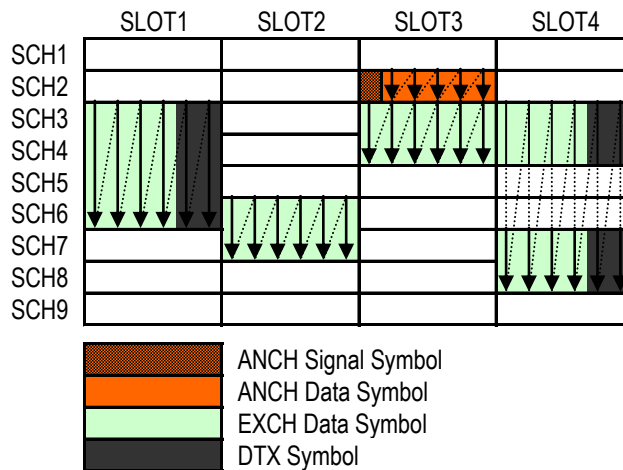 SLOT1 SLOT2 SLOT3 SLOT4
SCH1
SCH2
SCH3
SCH4
SCH5
SCH6
SCH7
SCH8
SCH9
ANCH Signal Symbol
ANCH Data Symbol
EXCH Data Symbol
DTX Symbol